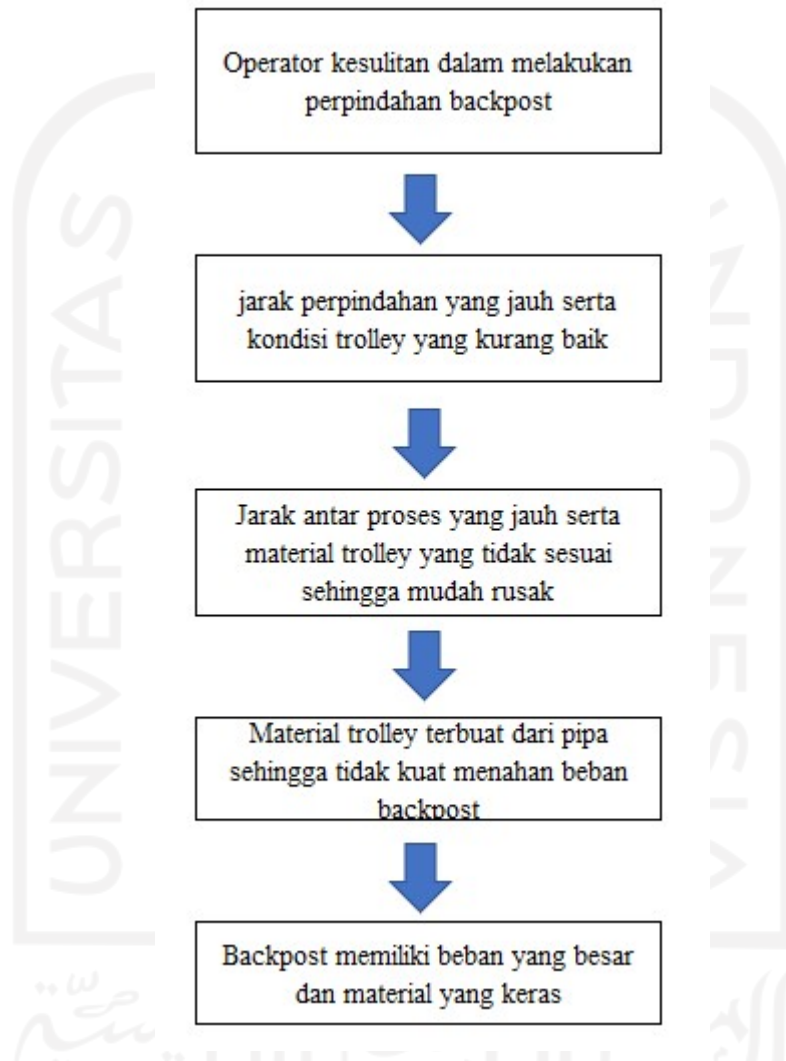 Operator kesulitan dalam melakukan
perpindahan backpost
jarak perpindahan yang jauh serta
kondisi trolley yang kurang baik
Jarak antar proses yang jauh serta
material trolley yang tidak sesuai
sehingga mudah rusak
Material trolley terbuat dari pipa
sehingga tidak kuat menahan beban
backpost
Backpost memiliki beban yang besar
dan material yang keras
UNIVERSITAS
INDONESIA